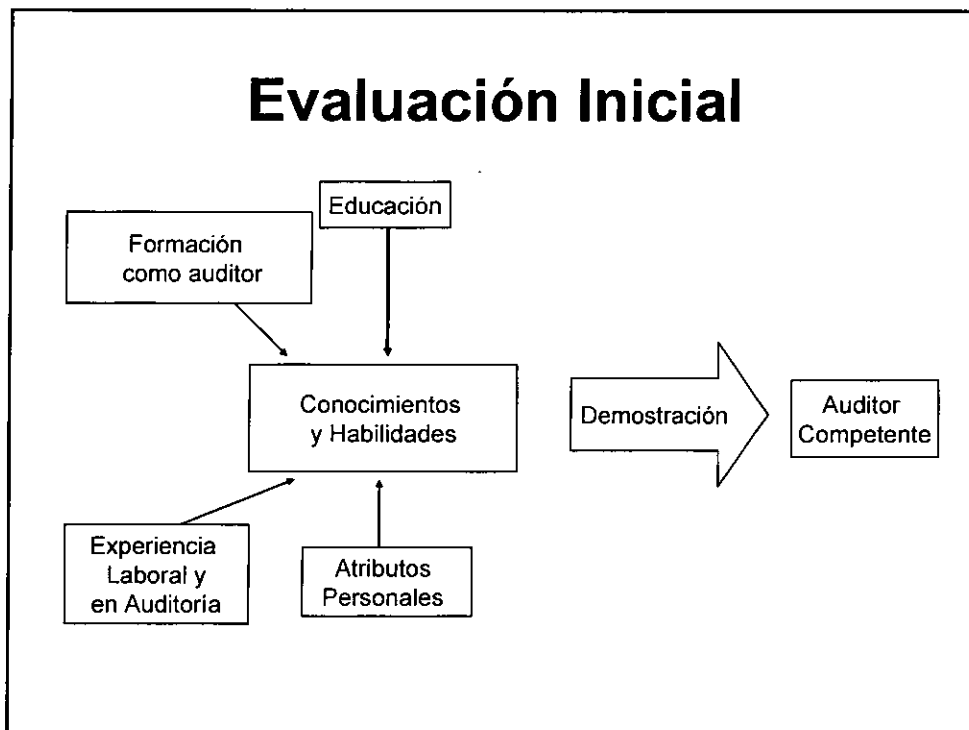 Evaluación Inicial
Educación
Formación
como auditor
Conocimientos
y Habilidades
Demostración
Auditor
Competente
Experiencia
Laboral y
en Auditoría
Atributos
Personales